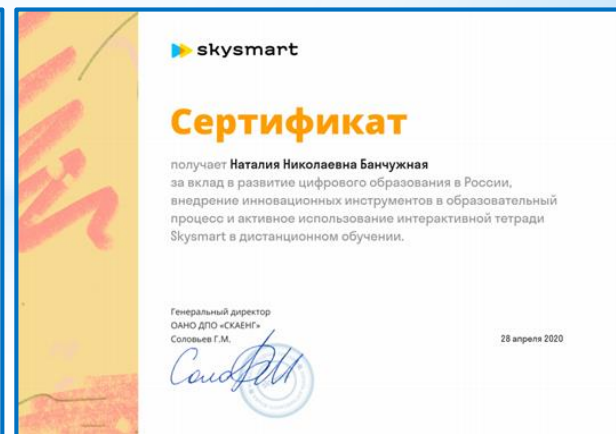 skysmart
Сертификат
получает Наталия Николаевна Банчужная
за вклад в развитие цифрового образования в России,
внедрение инновационных инструментов в образовательный
процесс и активное использование интерактивной тетради
Skysmart в дистанционном обучении.
Генеральный директор
ОАНО ДПО «СКАЕНГ»
Соловьев Г.М.
28 апреля 2020